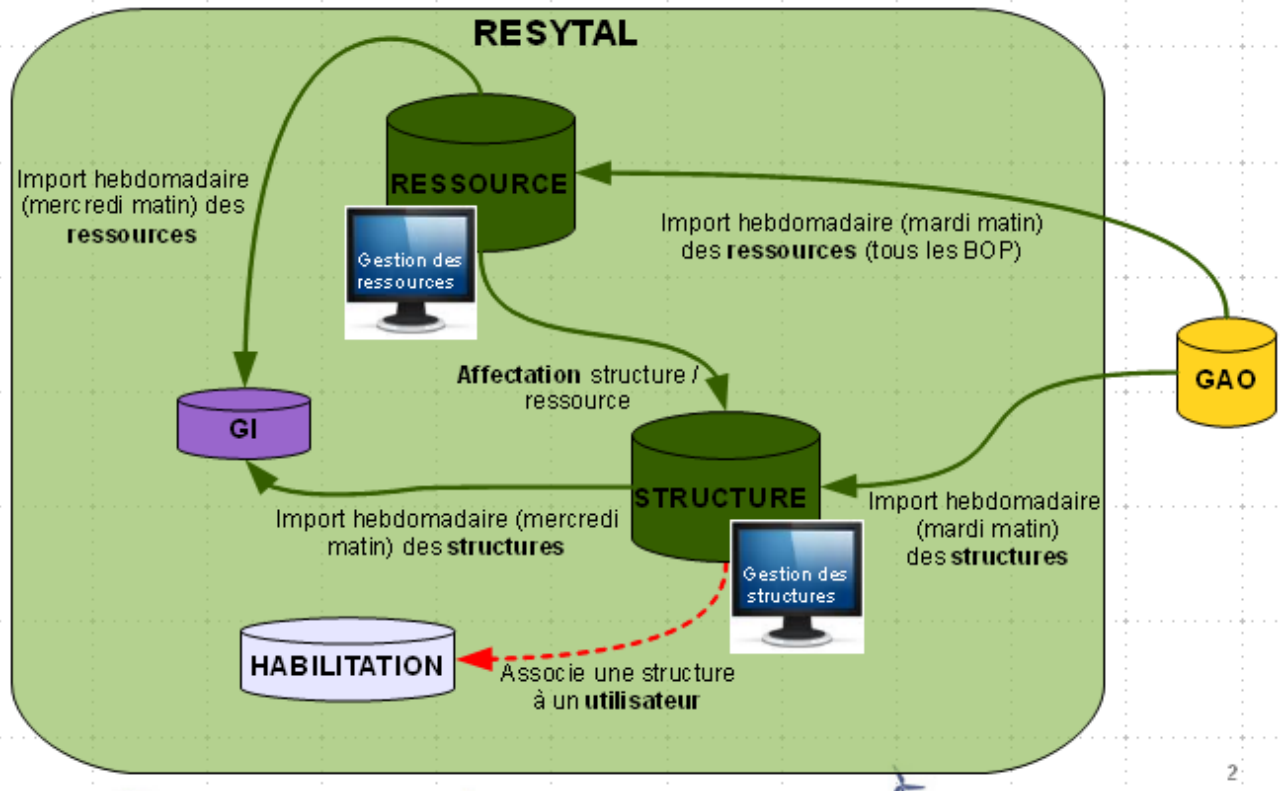 RESYTAL
Import hebdomadaire
(mercredi matin) des
ressources
RESSOURCE
Gestion des
ressources
Import hebdomadaire (mardi matin)
des ressources (tous les BOP)
GAO
Affectation structure /
ressource
GI
STRUCTURE
Gestion des
structures
Import hebdomadaire (mercredi
matin) des structures
Import hebdomadaire
(mardi matin)
des structures
HABILITATION
Associe une structure
à un utilisateur
2